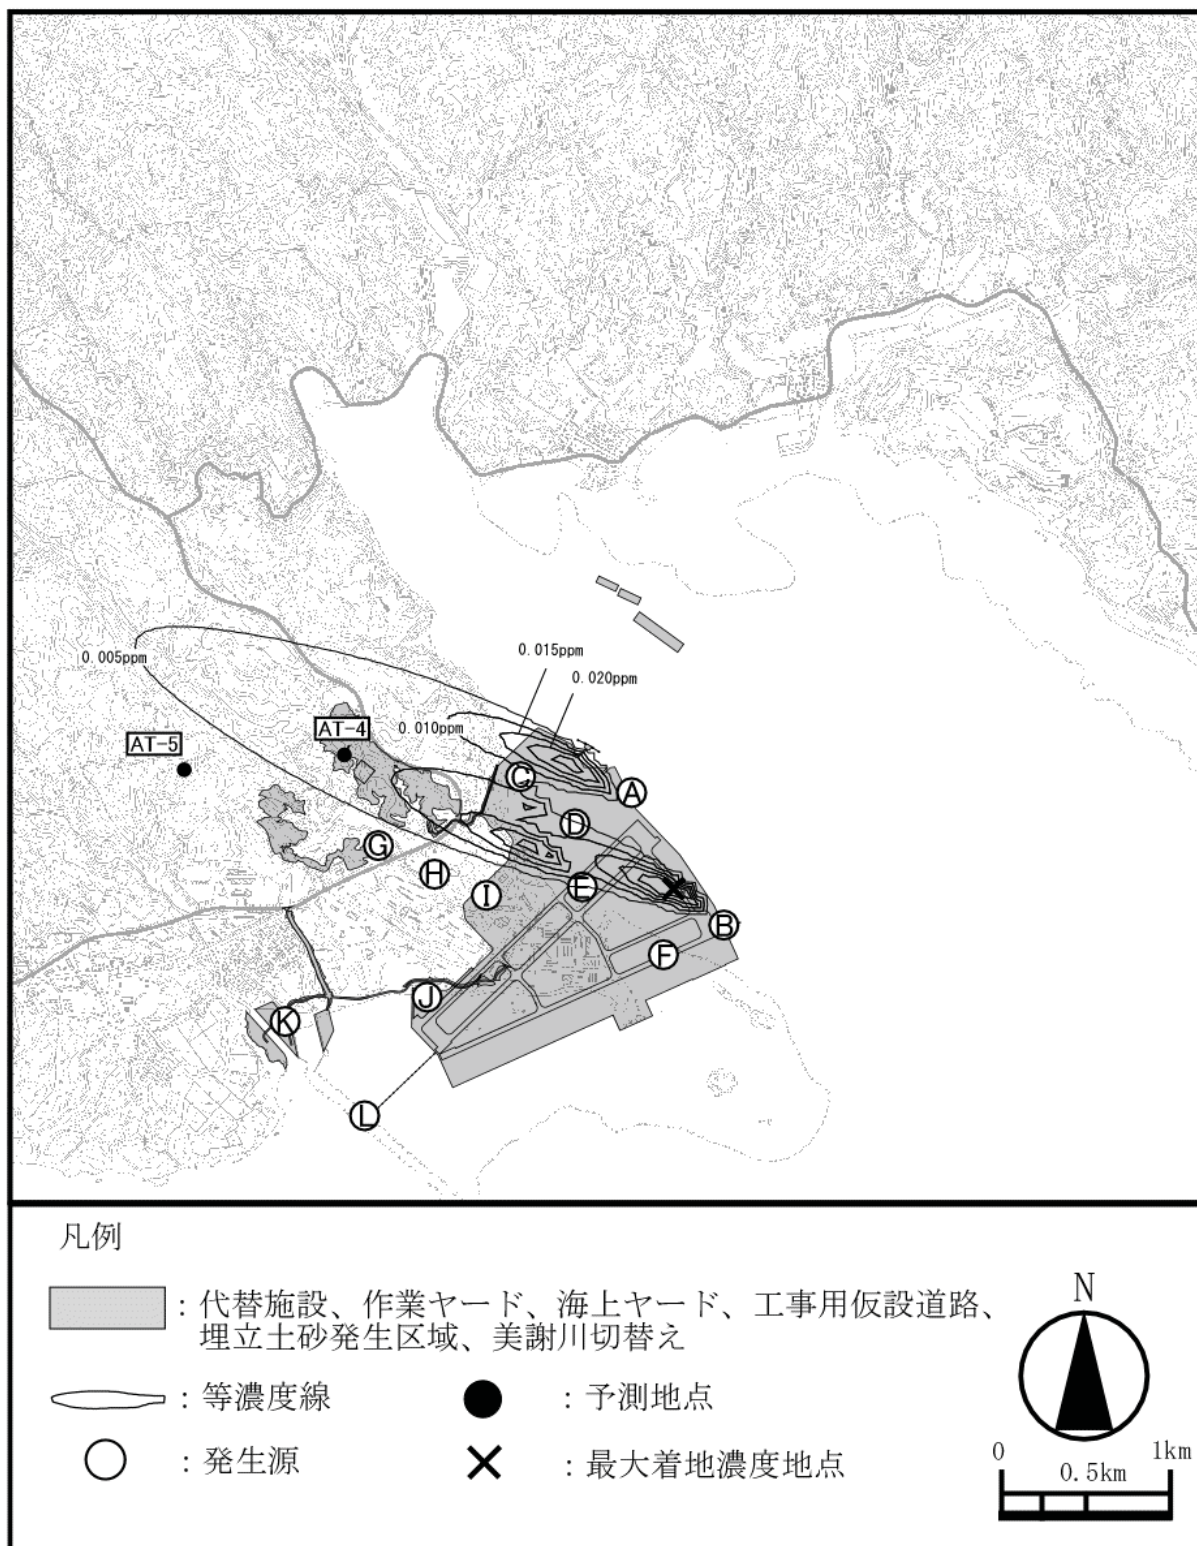 0.015ppm
0.020ppm
0.005ppm
0.010ppm
AT-4
AT-5
C
A
D
G
H
E
I
B
F
J
K
L
凡例
：代替施設、作業ヤード、海上ヤード、工事用仮設道路、
埋立土砂発生区域、美謝川切替え
：等濃度線
：予測地点
：発生源
：最大着地濃度地点
N
0
1km
0.5km